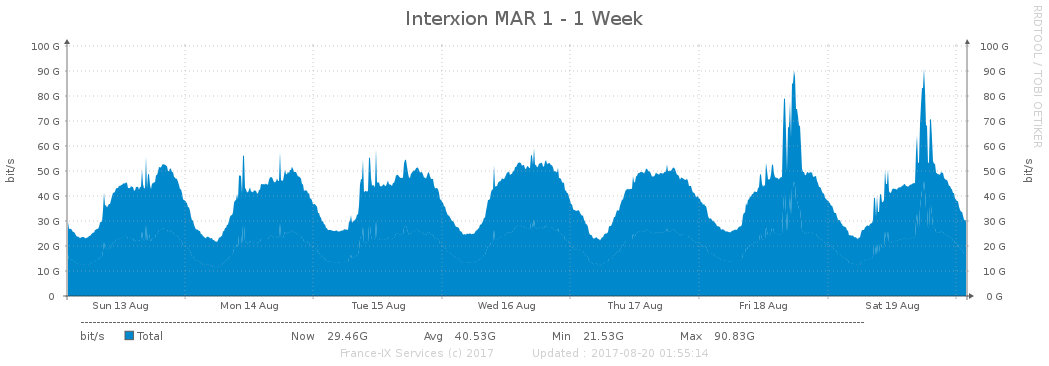 Interxion MAR 1 - 1 Week
RRDTOOL / TOBI OETIKER
bit/s
bit/s
100 G 100 G
90 G 90 G
80 G 80 G
70 G 70 G
60 G 60 G
50 G 50 G
40 G 40 G
30 G 30 G
20 G 20 G
10 G 10 G
0 0 G
Sun 13 Aug Mon 14 Aug Tue 15 Aug Wed 16 Aug Thu 17 Aug Fri 18 Aug Sat 19 Aug
bit/s Total Now 29.46G Avg 40.53G Min 21.53G Max 90.83G
France-IX Services (c) 2017 Updated : 2017-08-20 01:55:14